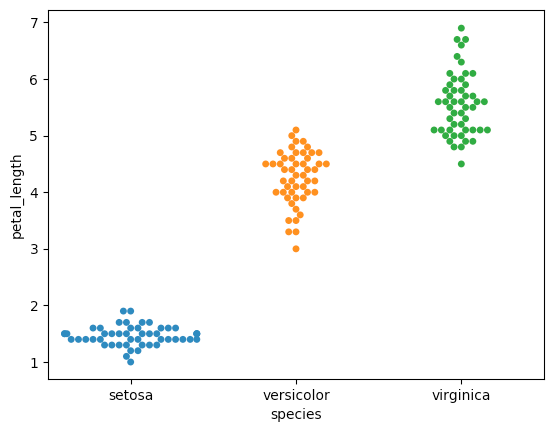 7
6
5
4
3
2
1
petal_length
setosa
versicolor
virginica
species